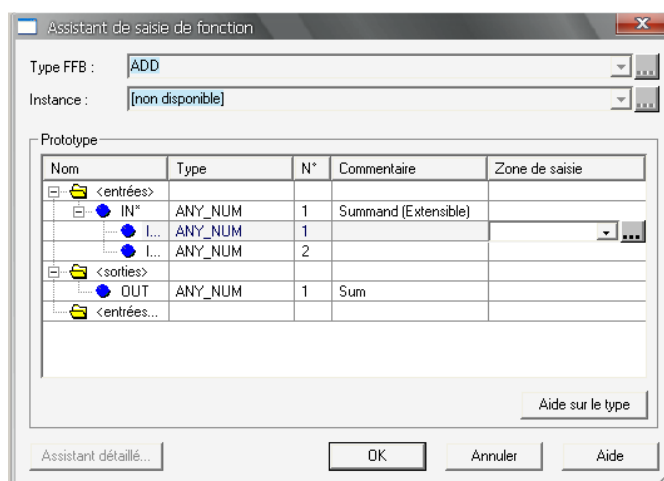 Assistant de saisie de fonction
Type FFB : ADD ...
Instance : [non disponible] ...
Prototype
Nom Type N° Commentaire Zone de saisie
<entrées>
IN* ANY_NUM 1 Summand (Extensible)
I... ANY_NUM 1 ...
I... ANY_NUM 2
<sorties>
OUT ANY_NUM 1 Sum
<entrées...
Aide sur le type
Assistant détaillé... OK Annuler Aide